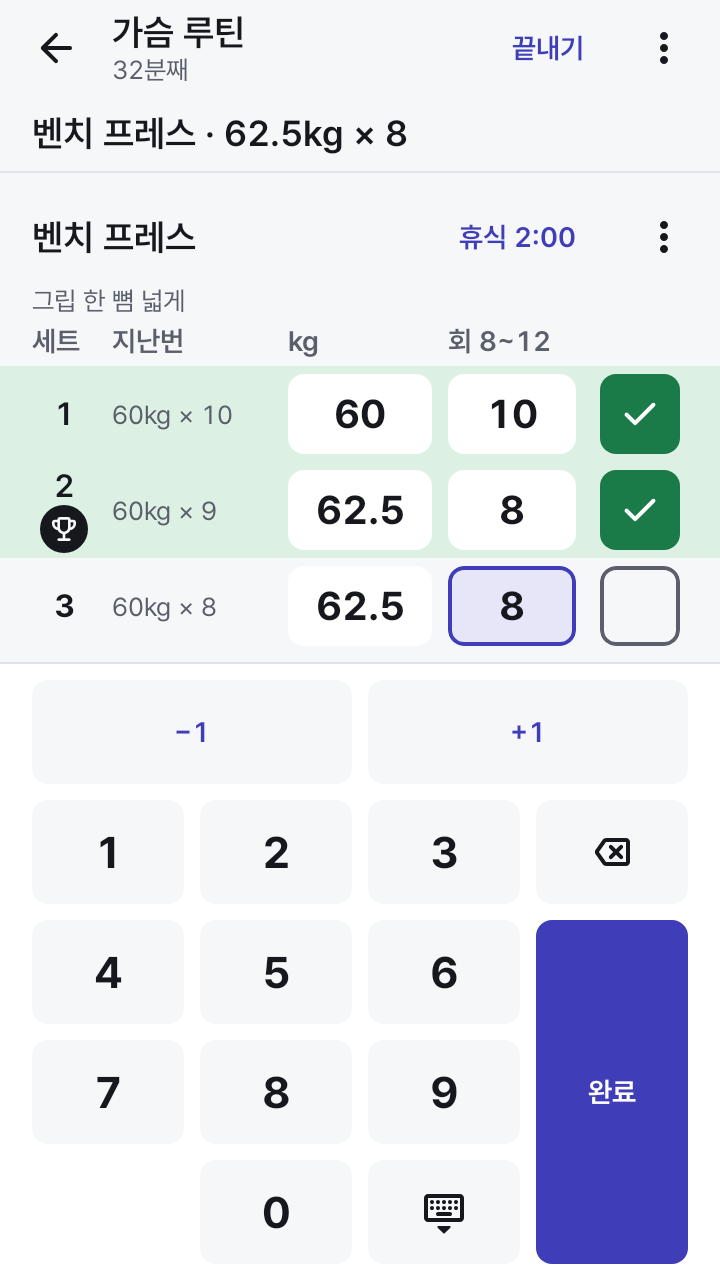 가슴 루틴
32분째
끝내기
벤치 프레스 · 62.5kg × 8
벤치 프레스
휴식 2:00
그립 한 뼘 넓게
세트 지난번 kg 회 8~12
1 60kg × 10 60 10
2 60kg × 9 62.5 8
3 60kg × 8 62.5 8
−1 +1
1 2 3
4 5 6
7 8 9
완료
0